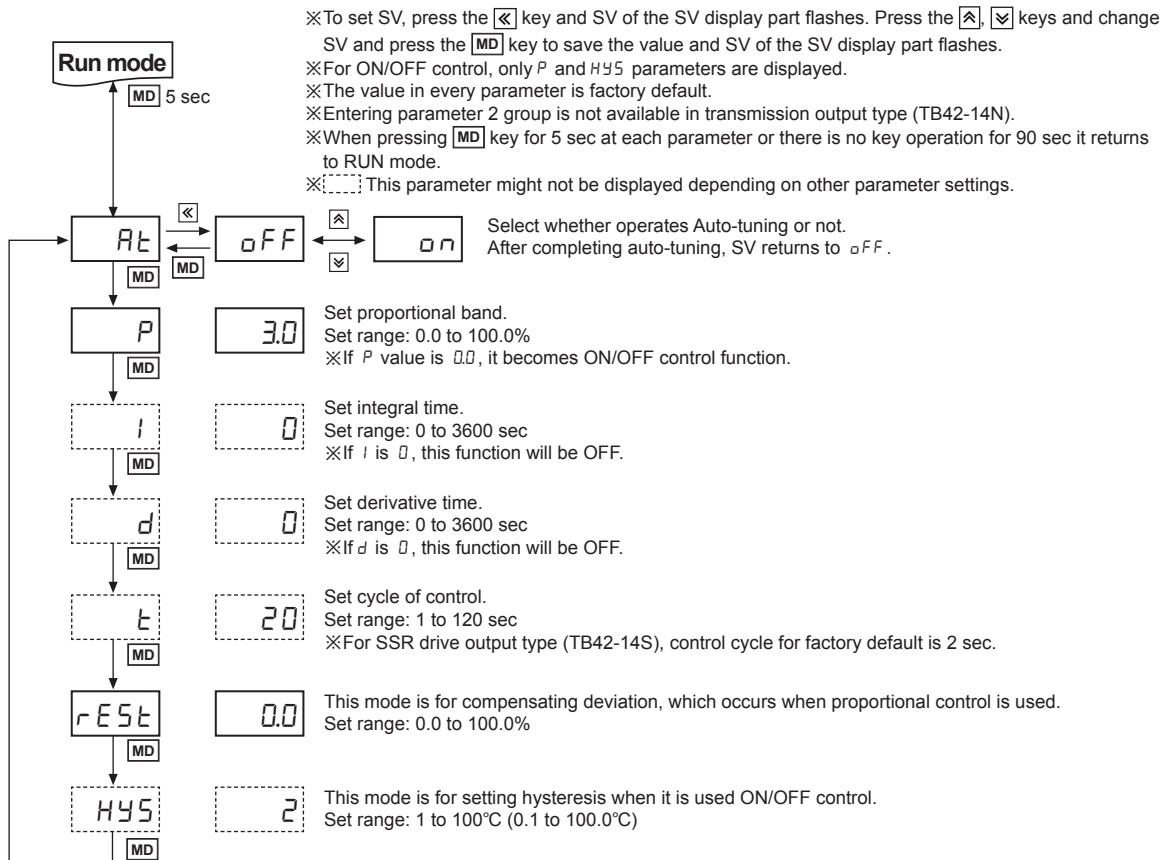 ※To set SV, press the « key and SV of the SV display part flashes. Press the ︽, ︾ keys and change
SV and press the MD key to save the value and SV of the SV display part flashes.
※For ON/OFF control, only P and HYS parameters are displayed.
※The value in every parameter is factory default.
※Entering parameter 2 group is not available in transmission output type (TB42-14N).
※When pressing MD key for 5 sec at each parameter or there is no key operation for 90 sec it returns
to RUN mode.
※ This parameter might not be displayed depending on other parameter settings.
Run mode
MD 5 sec
At « MD oFF ︽ ︾ on
Select whether operates Auto-tuning or not.
After completing auto-tuning, SV returns to oFF.
MD
P 3.0
Set proportional band.
Set range: 0.0 to 100.0%
※If P value is 0.0, it becomes ON/OFF control function.
MD
I 0
Set integral time.
Set range: 0 to 3600 sec
※If I is 0, this function will be OFF.
MD
d 0
Set derivative time.
Set range: 0 to 3600 sec
※If d is 0, this function will be OFF.
MD
t 20
Set cycle of control.
Set range: 1 to 120 sec
※For SSR drive output type (TB42-14S), control cycle for factory default is 2 sec.
MD
rESt 0.0
This mode is for compensating deviation, which occurs when proportional control is used.
Set range: 0.0 to 100.0%
MD
HYS 2
This mode is for setting hysteresis when it is used ON/OFF control.
Set range: 1 to 100℃ (0.1 to 100.0℃)
MD